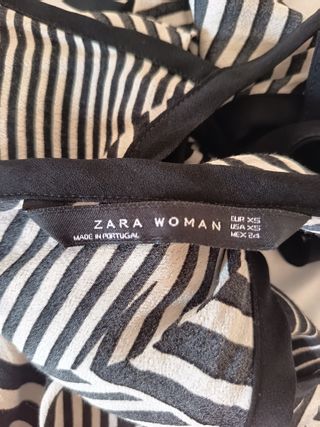 ZARA WOMAN
MADE IN PORTUGAL
EUR XS
USA XS
MEX 24